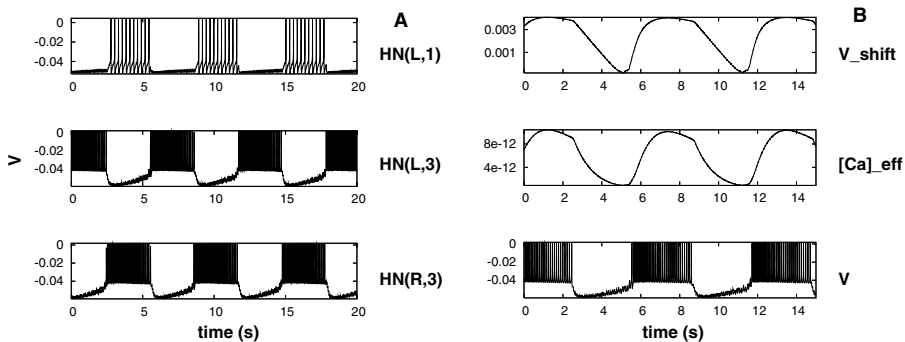 A
0
-0.02
-0.04
HN(L,1)
0 5 10 15 20
0
-0.02
-0.04
V
HN(L,3)
0 5 10 15 20
0
-0.02
-0.04
HN(R,3)
0 5 10 15 20
time (s)
B
0.003
0.001
V_shift
0 2 4 6 8 10 12 14
8e-12
4e-12
[Ca]_eff
0 2 4 6 8 10 12 14
0
-0.02
-0.04
V
0 2 4 6 8 10 12 14
time (s)